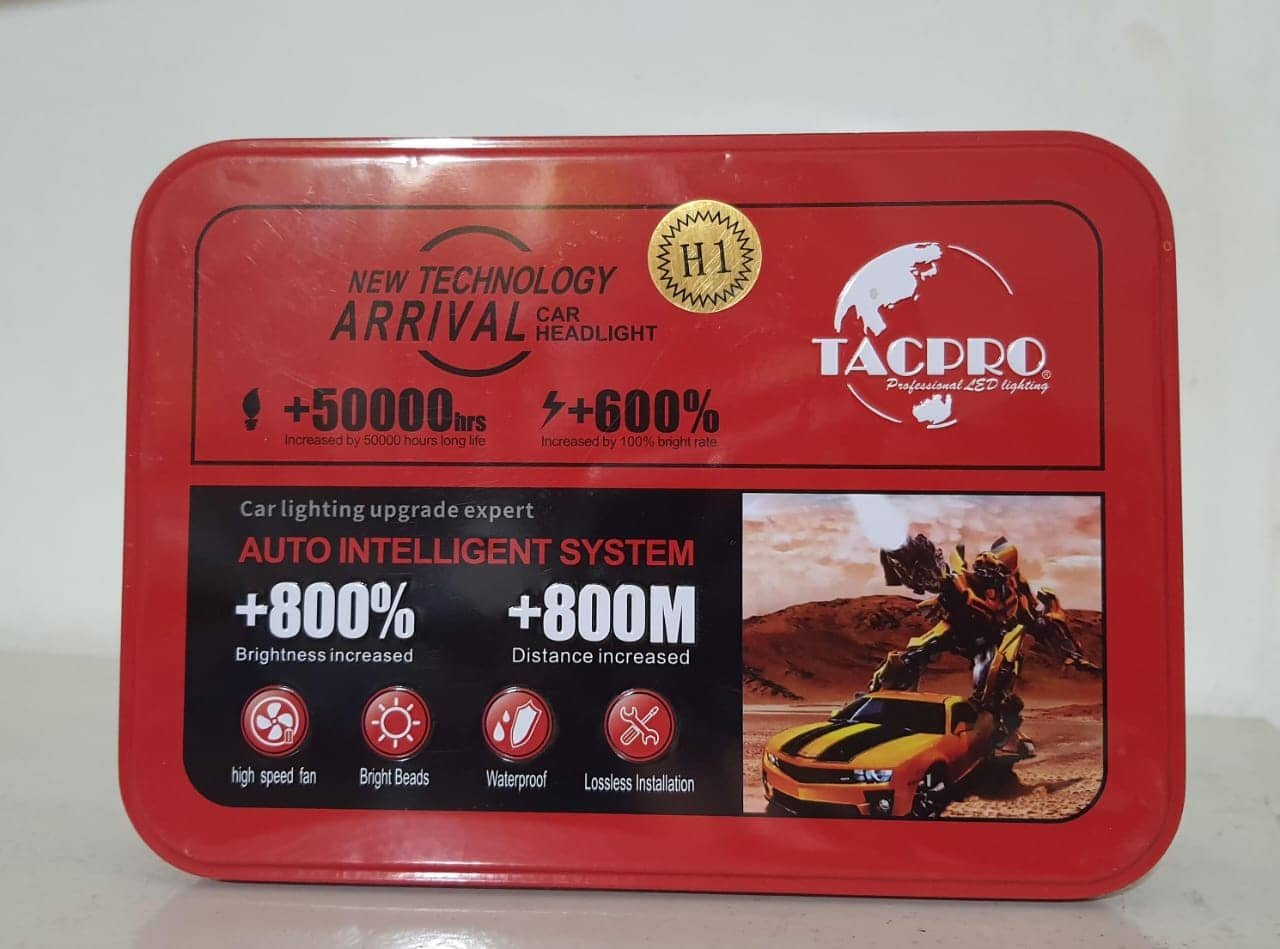 H1
NEW TECHNOLOGY
ARRIVAL CAR HEADLIGHT
TACPRO®
Professional LED lighting
+50000hrs
Increased by 50000 hours long life
+600%
Increased by 100% bright rate
Car lighting upgrade expert
AUTO INTELLIGENT SYSTEM
+800%
Brightness increased
+800M
Distance increased
high speed fan
Bright Beads
Waterproof
Lossless Installation